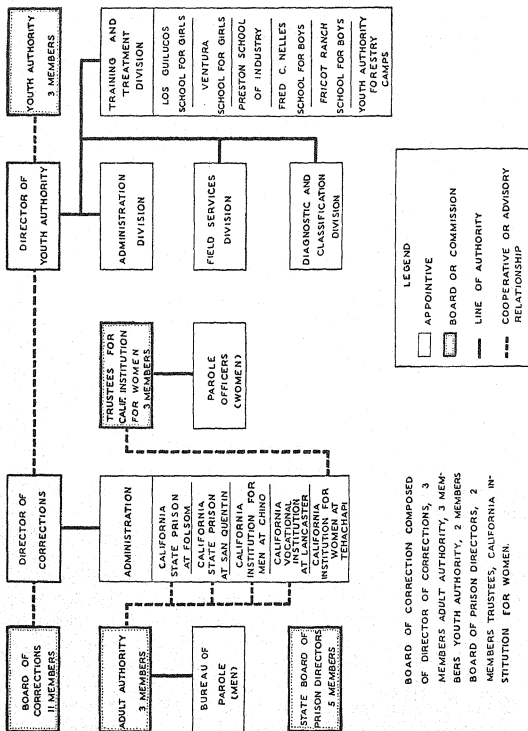 BOARD OF
CORRECTIONS
11 MEMBERS
DIRECTOR OF
CORRECTIONS
DIRECTOR OF
YOUTH AUTHORITY
YOUTH AUTHORITY
3 MEMBERS
ADULT AUTHORITY
3 MEMBERS
BUREAU OF
PAROLE
(MEN)
STATE BOARD OF
PRISON DIRECTORS
5 MEMBERS
ADMINISTRATION
CALIFORNIA
STATE PRISON
AT FOLSOM
CALIFORNIA
STATE PRISON
AT SAN QUENTIN
CALIFORNIA
INSTITUTION FOR
MEN AT CHINO
CALIFORNIA
VOCATIONAL
INSTITUTION
AT LANCASTER
CALIFORNIA
INSTITUTION FOR
WOMEN AT
TEHACHAPI
TRUSTEES FOR
CALIF. INSTITUTION
FOR WOMEN
3 MEMBERS
PAROLE
OFFICERS
(WOMEN)
ADMINISTRATION
DIVISION
FIELD SERVICES
DIVISION
DIAGNOSTIC AND
CLASSIFICATION
DIVISION
TRAINING AND
TREATMENT
DIVISION
LOS GUILUCOS
SCHOOL FOR GIRLS
VENTURA
SCHOOL FOR GIRLS
PRESTON SCHOOL
OF INDUSTRY
FRED C. NELLES
SCHOOL FOR BOYS
FRICOT RANCH
SCHOOL FOR BOYS
YOUTH AUTHORITY
FORESTRY
CAMPS
BOARD OF CORRECTION COMPOSED
OF DIRECTOR OF CORRECTIONS, 3
MEMBERS ADULT AUTHORITY, 3 MEM-
BERS YOUTH AUTHORITY, 2 MEMBERS
BOARD OF PRISON DIRECTORS, 2
MEMBERS TRUSTEES, CALIFORNIA IN-
STITUTION FOR WOMEN.
LEGEND
APPOINTIVE
BOARD OR COMMISSION
LINE OF AUTHORITY
COOPERATIVE OR ADVISORY
RELATIONSHIP